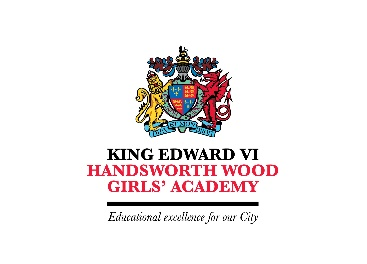 KING EDWARD VI
HANDSWORTH WOOD
GIRLS' ACADEMY
Educational excellence for our City